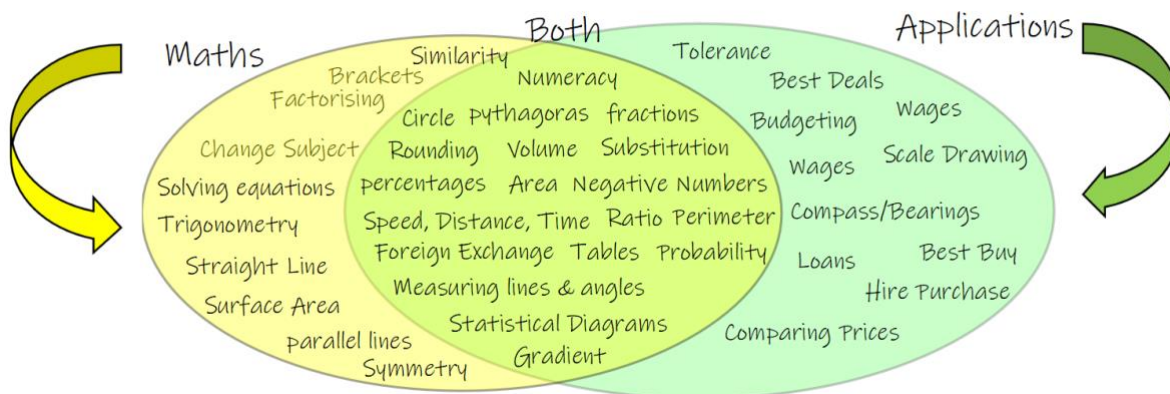 Maths
Both
Applications
Similarity
Brackets
Factorising
Change Subject
Solving equations
Trigonometry
Straight Line
Surface Area
parallel lines
Symmetry
Numeracy
Circle pythagoras fractions
Rounding Volume Substitution
percentages Area Negative Numbers
Speed, Distance, Time Ratio Perimeter
Foreign Exchange Tables Probability
Measuring lines & angles
Statistical Diagrams
Gradient
Tolerance
Best Deals
Budgeting
Wages
Wages
Scale Drawing
Compass/Bearings
Loans
Best Buy
Hire Purchase
Comparing Prices